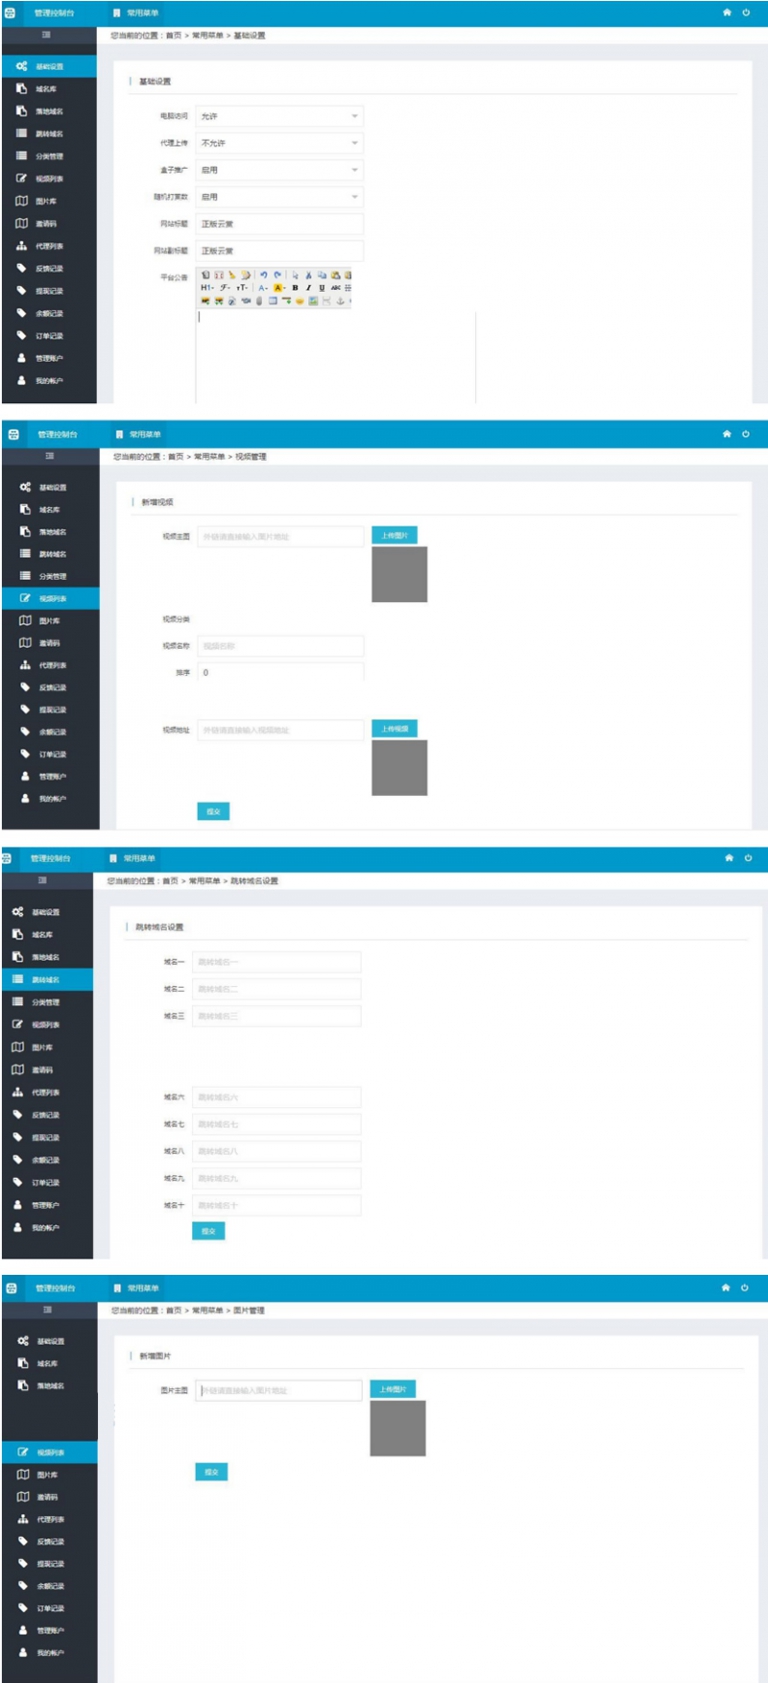 管理控制台 常用菜单
您当前的位置：首页 > 常用菜单 > 基础设置
基础设置
域名库
落地域名
跳转域名
分类管理
视频列表
图片库
邀请码
代理列表
反馈记录
提现记录
余额记录
订单记录
管理账户
我的帐户
基础设置
电脑访问 允许
代理上传 不允许
盒子推广 启用
随机打赏数 启用
网站标题 正版云赏
网站副标题 正版云赏
平台公告
管理控制台 常用菜单
您当前的位置：首页 > 常用菜单 > 视频管理
基础设置
域名库
落地域名
跳转域名
分类管理
视频列表
图片库
邀请码
代理列表
反馈记录
提现记录
余额记录
订单记录
管理账户
我的帐户
新增视频
视频主图 外链请直接输入图片地址 上传图片
视频分类
视频名称 视频名称
排序 0
视频地址 外链请直接输入视频地址 上传视频
提交
管理控制台 常用菜单
您当前的位置：首页 > 常用菜单 > 跳转域名设置
基础设置
域名库
落地域名
跳转域名
分类管理
视频列表
图片库
邀请码
代理列表
反馈记录
提现记录
余额记录
订单记录
管理账户
我的帐户
跳转域名设置
域名一 跳转域名一
域名二 跳转域名二
域名三 跳转域名三
域名六 跳转域名六
域名七 跳转域名七
域名八 跳转域名八
域名九 跳转域名九
域名十 跳转域名十
提交
管理控制台 常用菜单
您当前的位置：首页 > 常用菜单 > 图片管理
基础设置
域名库
落地域名
视频列表
图片库
邀请码
代理列表
反馈记录
提现记录
余额记录
订单记录
管理账户
我的帐户
新增图片
图片主图 外链请直接输入图片地址 上传图片
提交